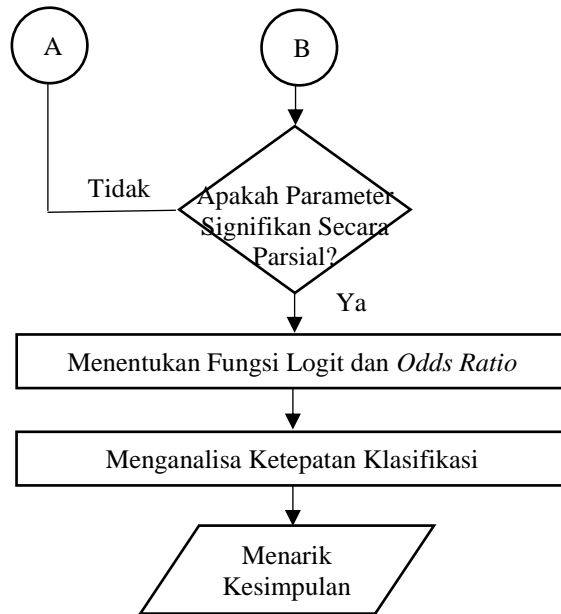 A
B
Tidak
Apakah Parameter
Signifikan Secara
Parsial?
Ya
Menentukan Fungsi Logit dan Odds Ratio
Menganalisa Ketepatan Klasifikasi
Menarik
Kesimpulan